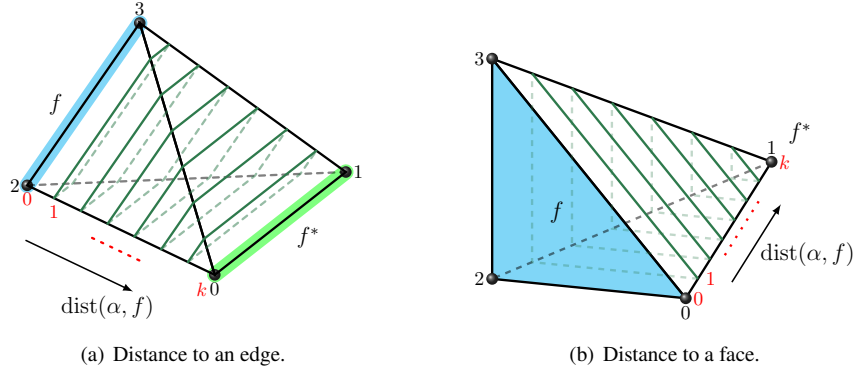 3
f
2
0
1
1
f*
k 0
dist(α, f)
(a) Distance to an edge.
3
1
f*
k
f
dist(α, f)
2
1
0
0
(b) Distance to a face.